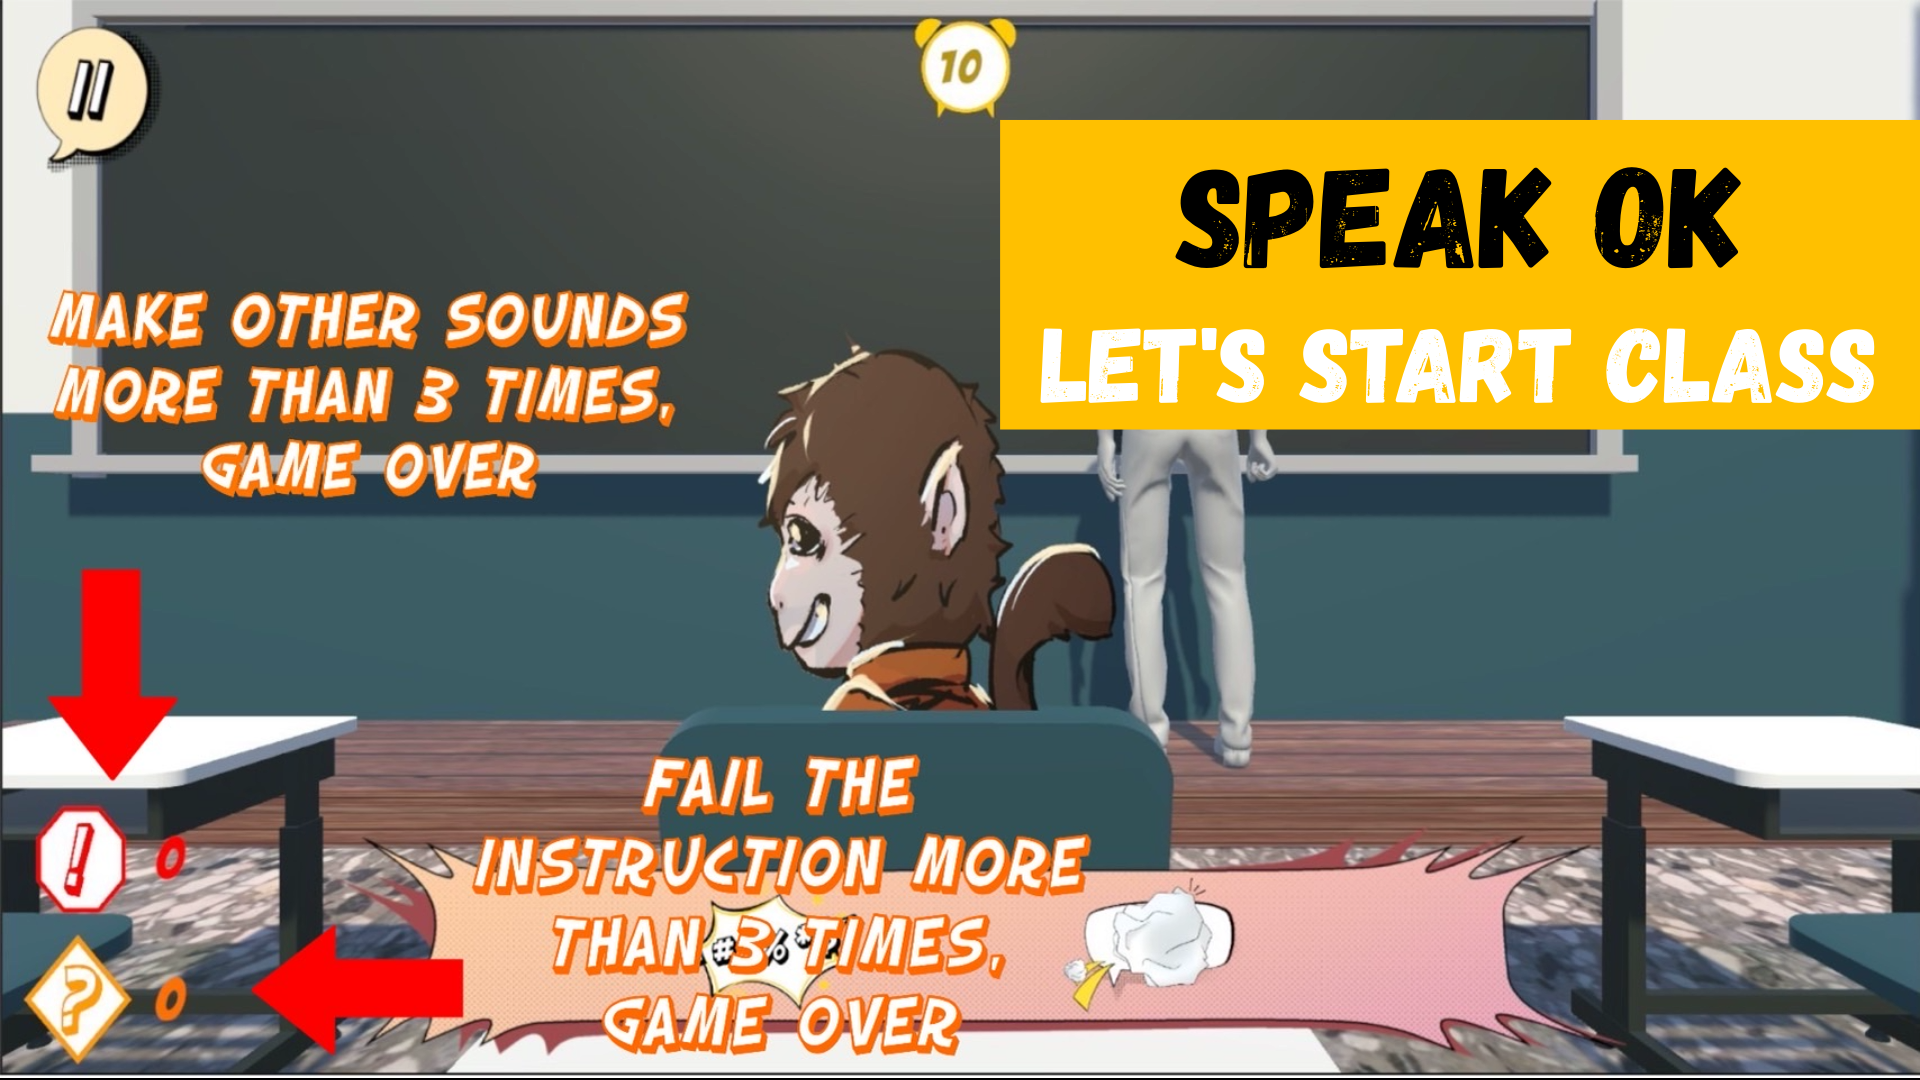 10
SPEAK OK
LET'S START CLASS
MAKE OTHER SOUNDS
MORE THAN 3 TIMES,
GAME OVER
FAIL THE
INSTRUCTION MORE
THAN 3 TIMES,
GAME OVER
! 0
? 0